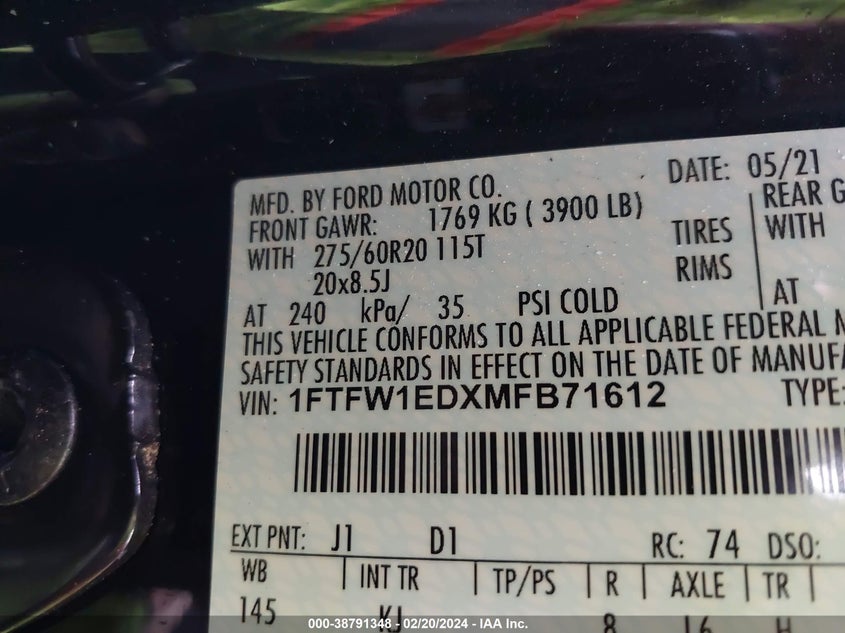 DATE: 05/21
MFD. BY FORD MOTOR CO.
FRONT GAWR: 1769 KG ( 3900 LB) REAR G
WITH 275/60R20 115T TIRES WITH
20x8.5J RIMS
AT 240 kPa/ 35 PSI COLD AT
THIS VEHICLE CONFORMS TO ALL APPLICABLE FEDERAL M
SAFETY STANDARDS IN EFFECT ON THE DATE OF MANUFA
VIN: 1FTFW1EDXMFB71612 TYPE:
EXT PNT: J1 D1 RC: 74 DSO:
WB INT TR TP/PS R AXLE TR
145 KJ 8 L6 H
000-38791348 - 02/20/2024 - IAA Inc.